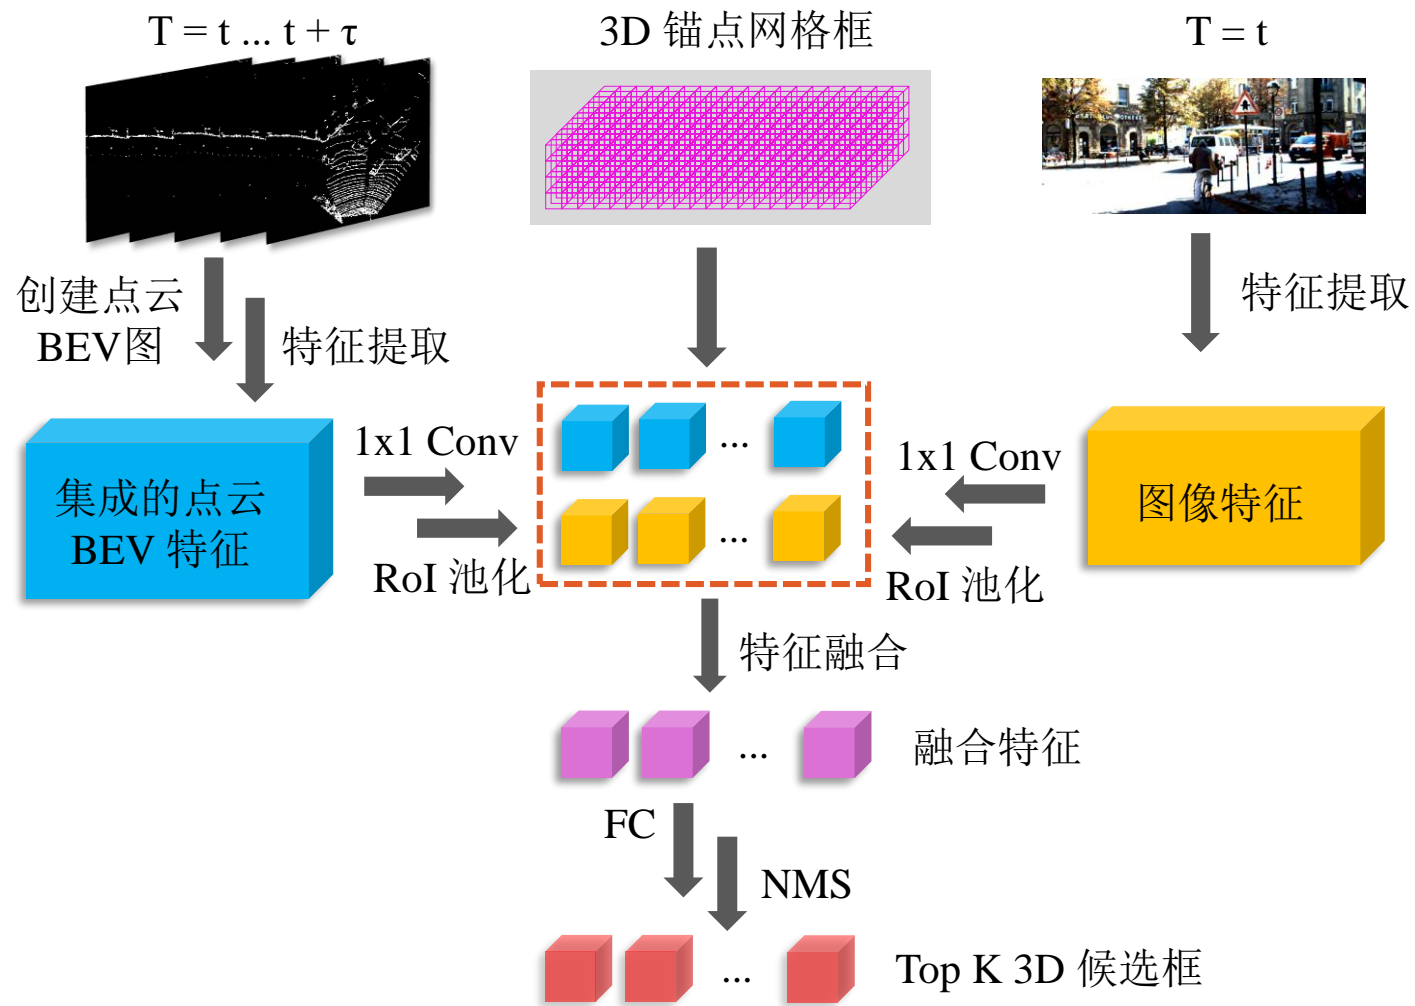 T = t ... t + τ
3D 锚点网格框
T = t
创建点云
BEV图
特征提取
特征提取
1x1 Conv
1x1 Conv
集成的点云
BEV 特征
...
...
图像特征
RoI 池化
RoI 池化
特征融合
...
融合特征
FC
NMS
...
Top K 3D 候选框